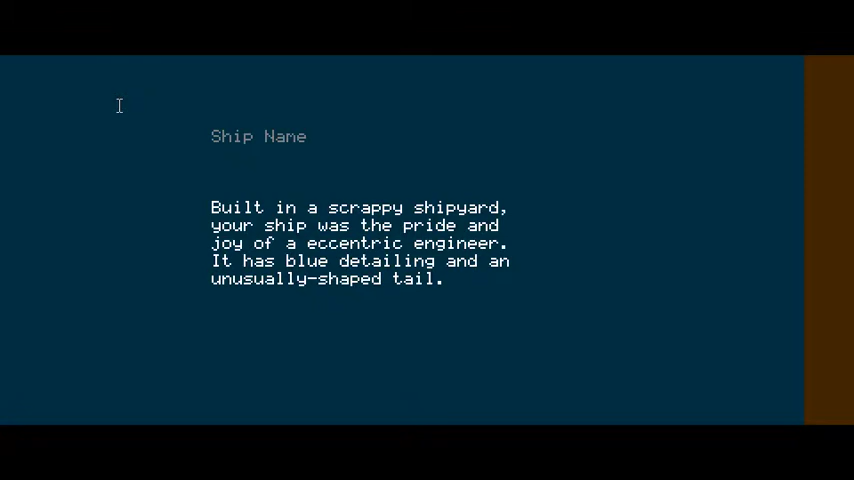 Ship Name
Built in a scrappy shipyard,
your ship was the pride and
joy of a eccentric engineer.
It has blue detailing and an
unusually-shaped tail.